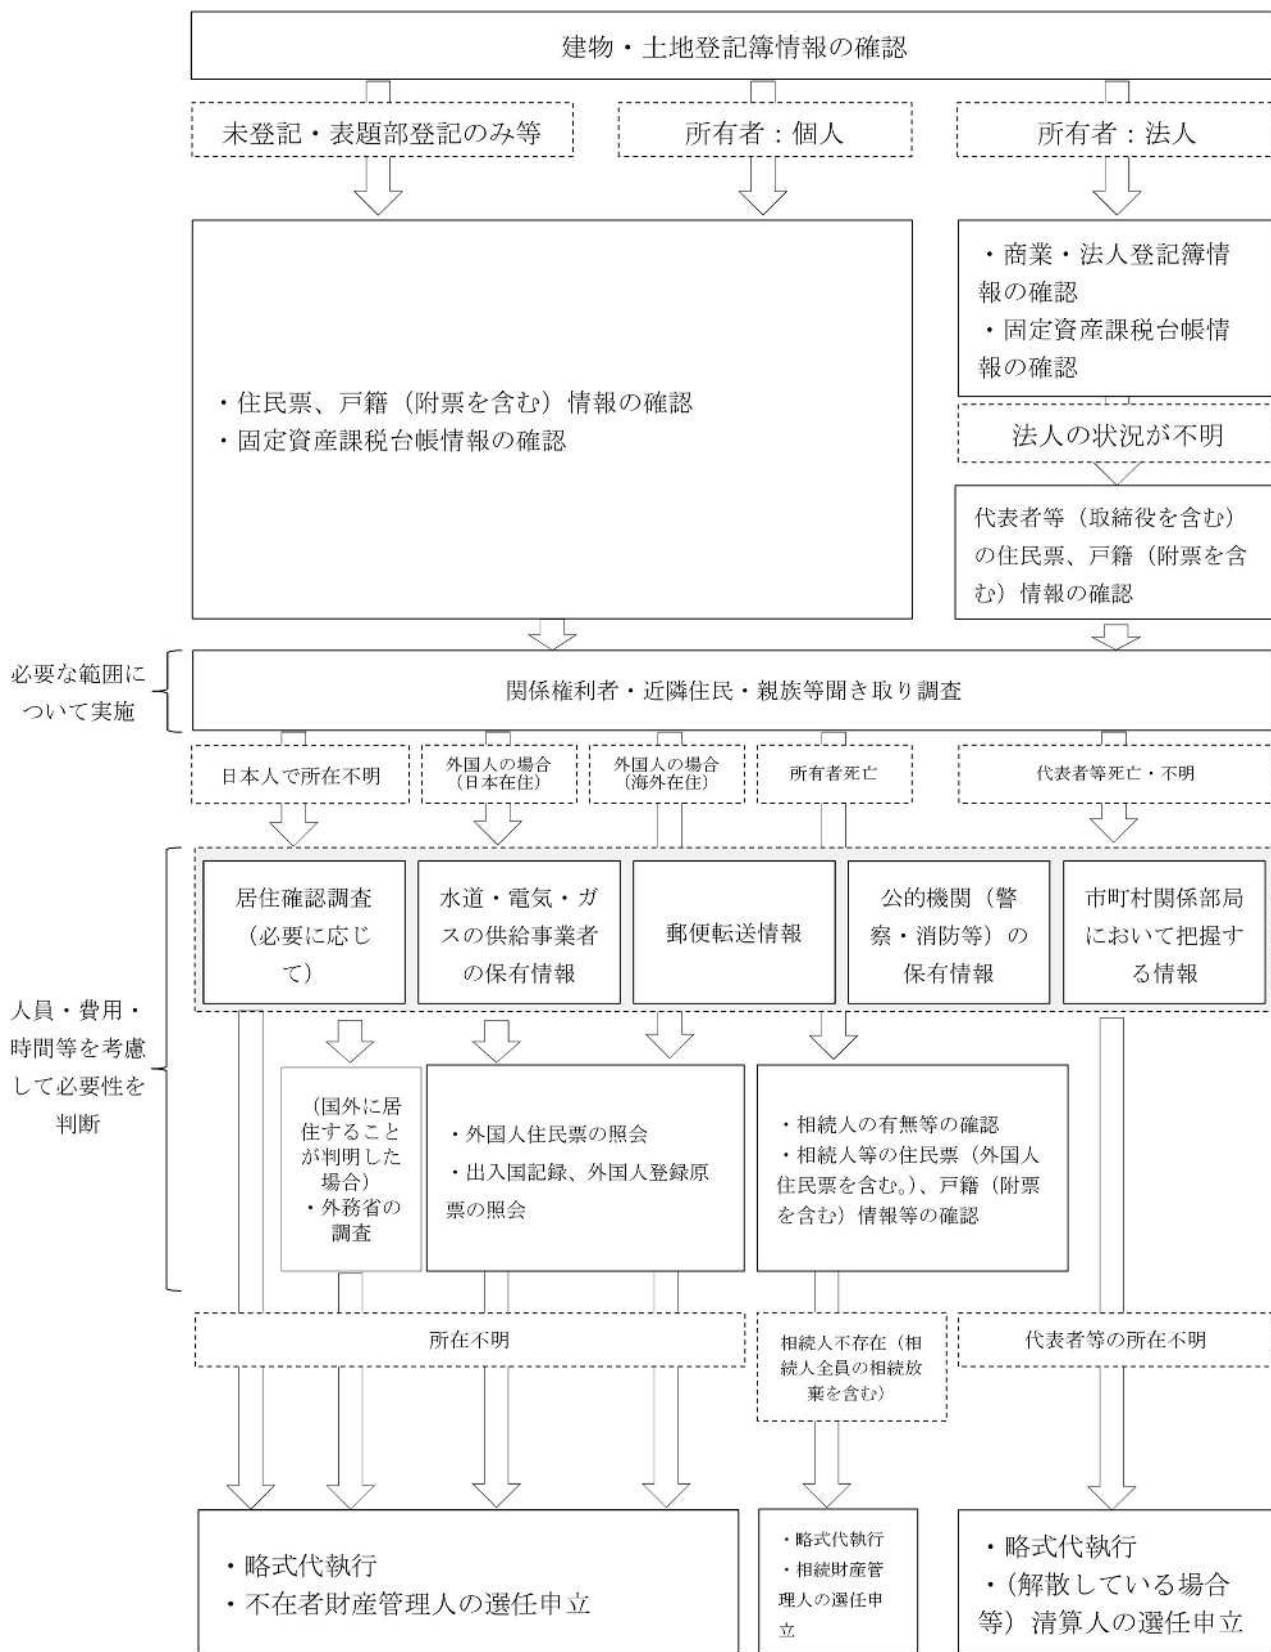 建物・土地登記簿情報の確認
未登記・表題部登記のみ等
所有者：個人
所有者：法人
・住民票、戸籍（附票を含む）情報の確認
・固定資産課税台帳情報の確認
・商業・法人登記簿情
報の確認
・固定資産課税台帳情
報の確認
法人の状況が不明
代表者等（取締役を含む）
の住民票、戸籍（附票を含
む）情報の確認
必要な範囲に
ついて実施
関係権利者・近隣住民・親族等聞き取り調査
日本人で所在不明
外国人の場合
（日本在住）
外国人の場合
（海外在住）
所有者死亡
代表者等死亡・不明
人員・費用・
時間等を考慮
して必要性を
判断
居住確認調査
（必要に応じ
て）
水道・電気・ガ
スの供給事業者
の保有情報
郵便転送情報
公的機関（警
察・消防等）の
保有情報
市町村関係部局
において把握す
る情報
（国外に居
住すること
が判明した
場合）
・外務省の
調査
・外国人住民票の照会
・出入国記録、外国人登録原
票の照会
・相続人の有無等の確認
・相続人等の住民票（外国人
住民票を含む。）、戸籍（附票
を含む）情報等の確認
所在不明
相続人不存在（相
続人全員の相続放
棄を含む）
代表者等の所在不明
・略式代執行
・不在者財産管理人の選任申立
・略式代執行
・相続財産管
理人の選任申
立
・略式代執行
・（解散している場合
等）清算人の選任申立